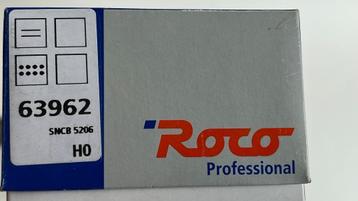 63962
SNCB 5206
H0
Roco
Professional